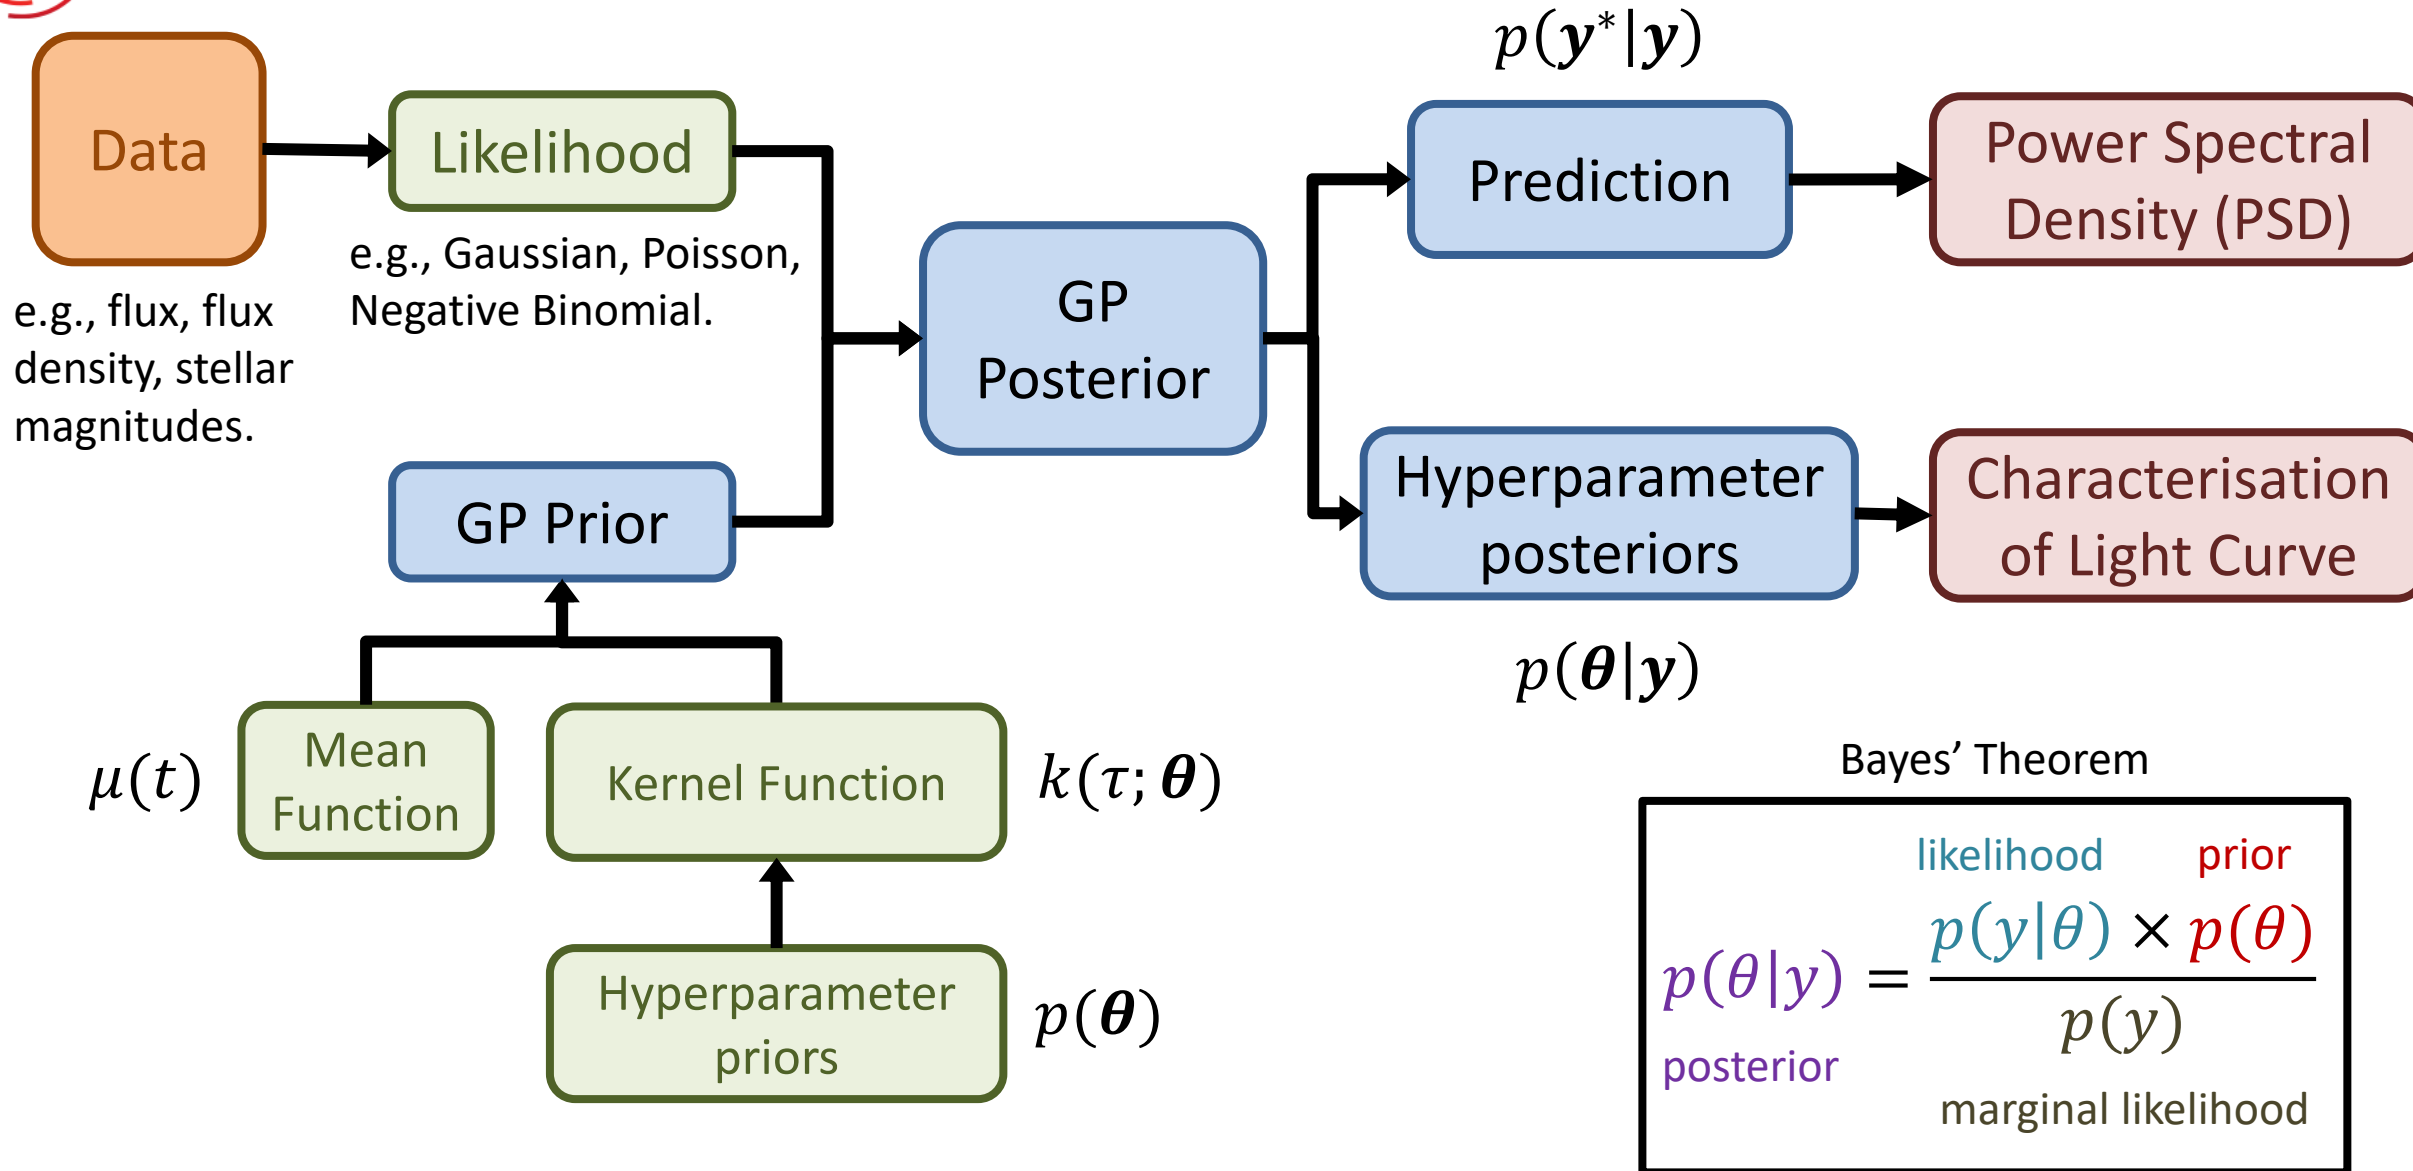 Data
e.g., flux, flux
density, stellar
magnitudes.
Likelihood
e.g., Gaussian, Poisson,
Negative Binomial.
GP Prior
Mean
Function
μ(t)
Kernel Function
k(τ; θ)
Hyperparameter
priors
p(θ)
GP
Posterior
p(y*|y)
Prediction
Power Spectral
Density (PSD)
Hyperparameter
posteriors
p(θ|y)
Characterisation
of Light Curve
Bayes’ Theorem
likelihood prior
p(y|θ) × p(θ)
p(θ|y) =
p(y)
posterior
marginal likelihood